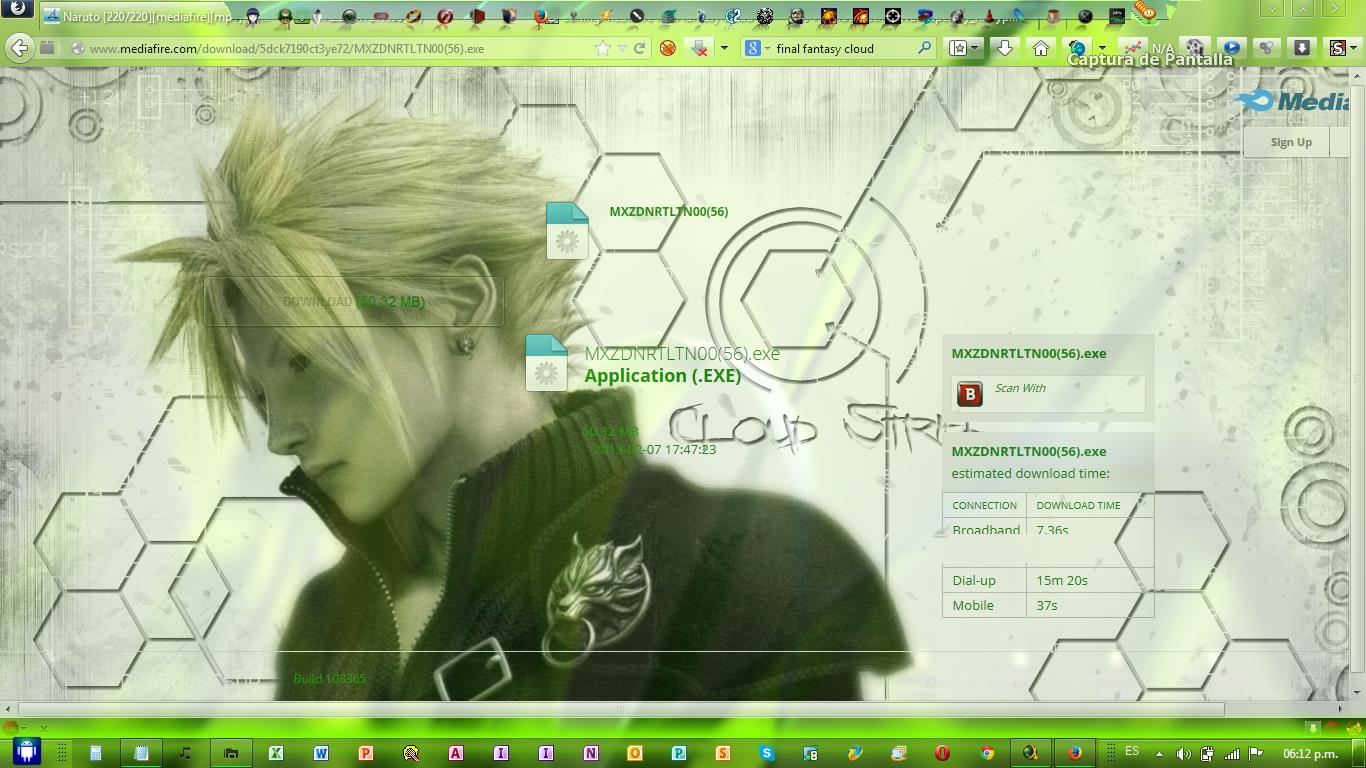 Naruto [220/220][mediafire][mp
www.mediafire.com/download/5dck7190ct3ye72/MXZDNRTLTN00(56).exe
final fantasy cloud
N/A
Captura de Pantalla
Media
Sign Up
MXZDNRTLTN00(56)
DOWNLOAD (50.32 MB)
MXZDNRTLTN00(56).exe
Application (.EXE)
50.32 MB
2013-02-07 17:47:23
Cloud Strif
MXZDNRTLTN00(56).exe
Scan With
MXZDNRTLTN00(56).exe
estimated download time:
CONNECTION DOWNLOAD TIME
Broadband 7.36s
Dial-up 15m 20s
Mobile 37s
Build 108365
ES
06:12 p.m.